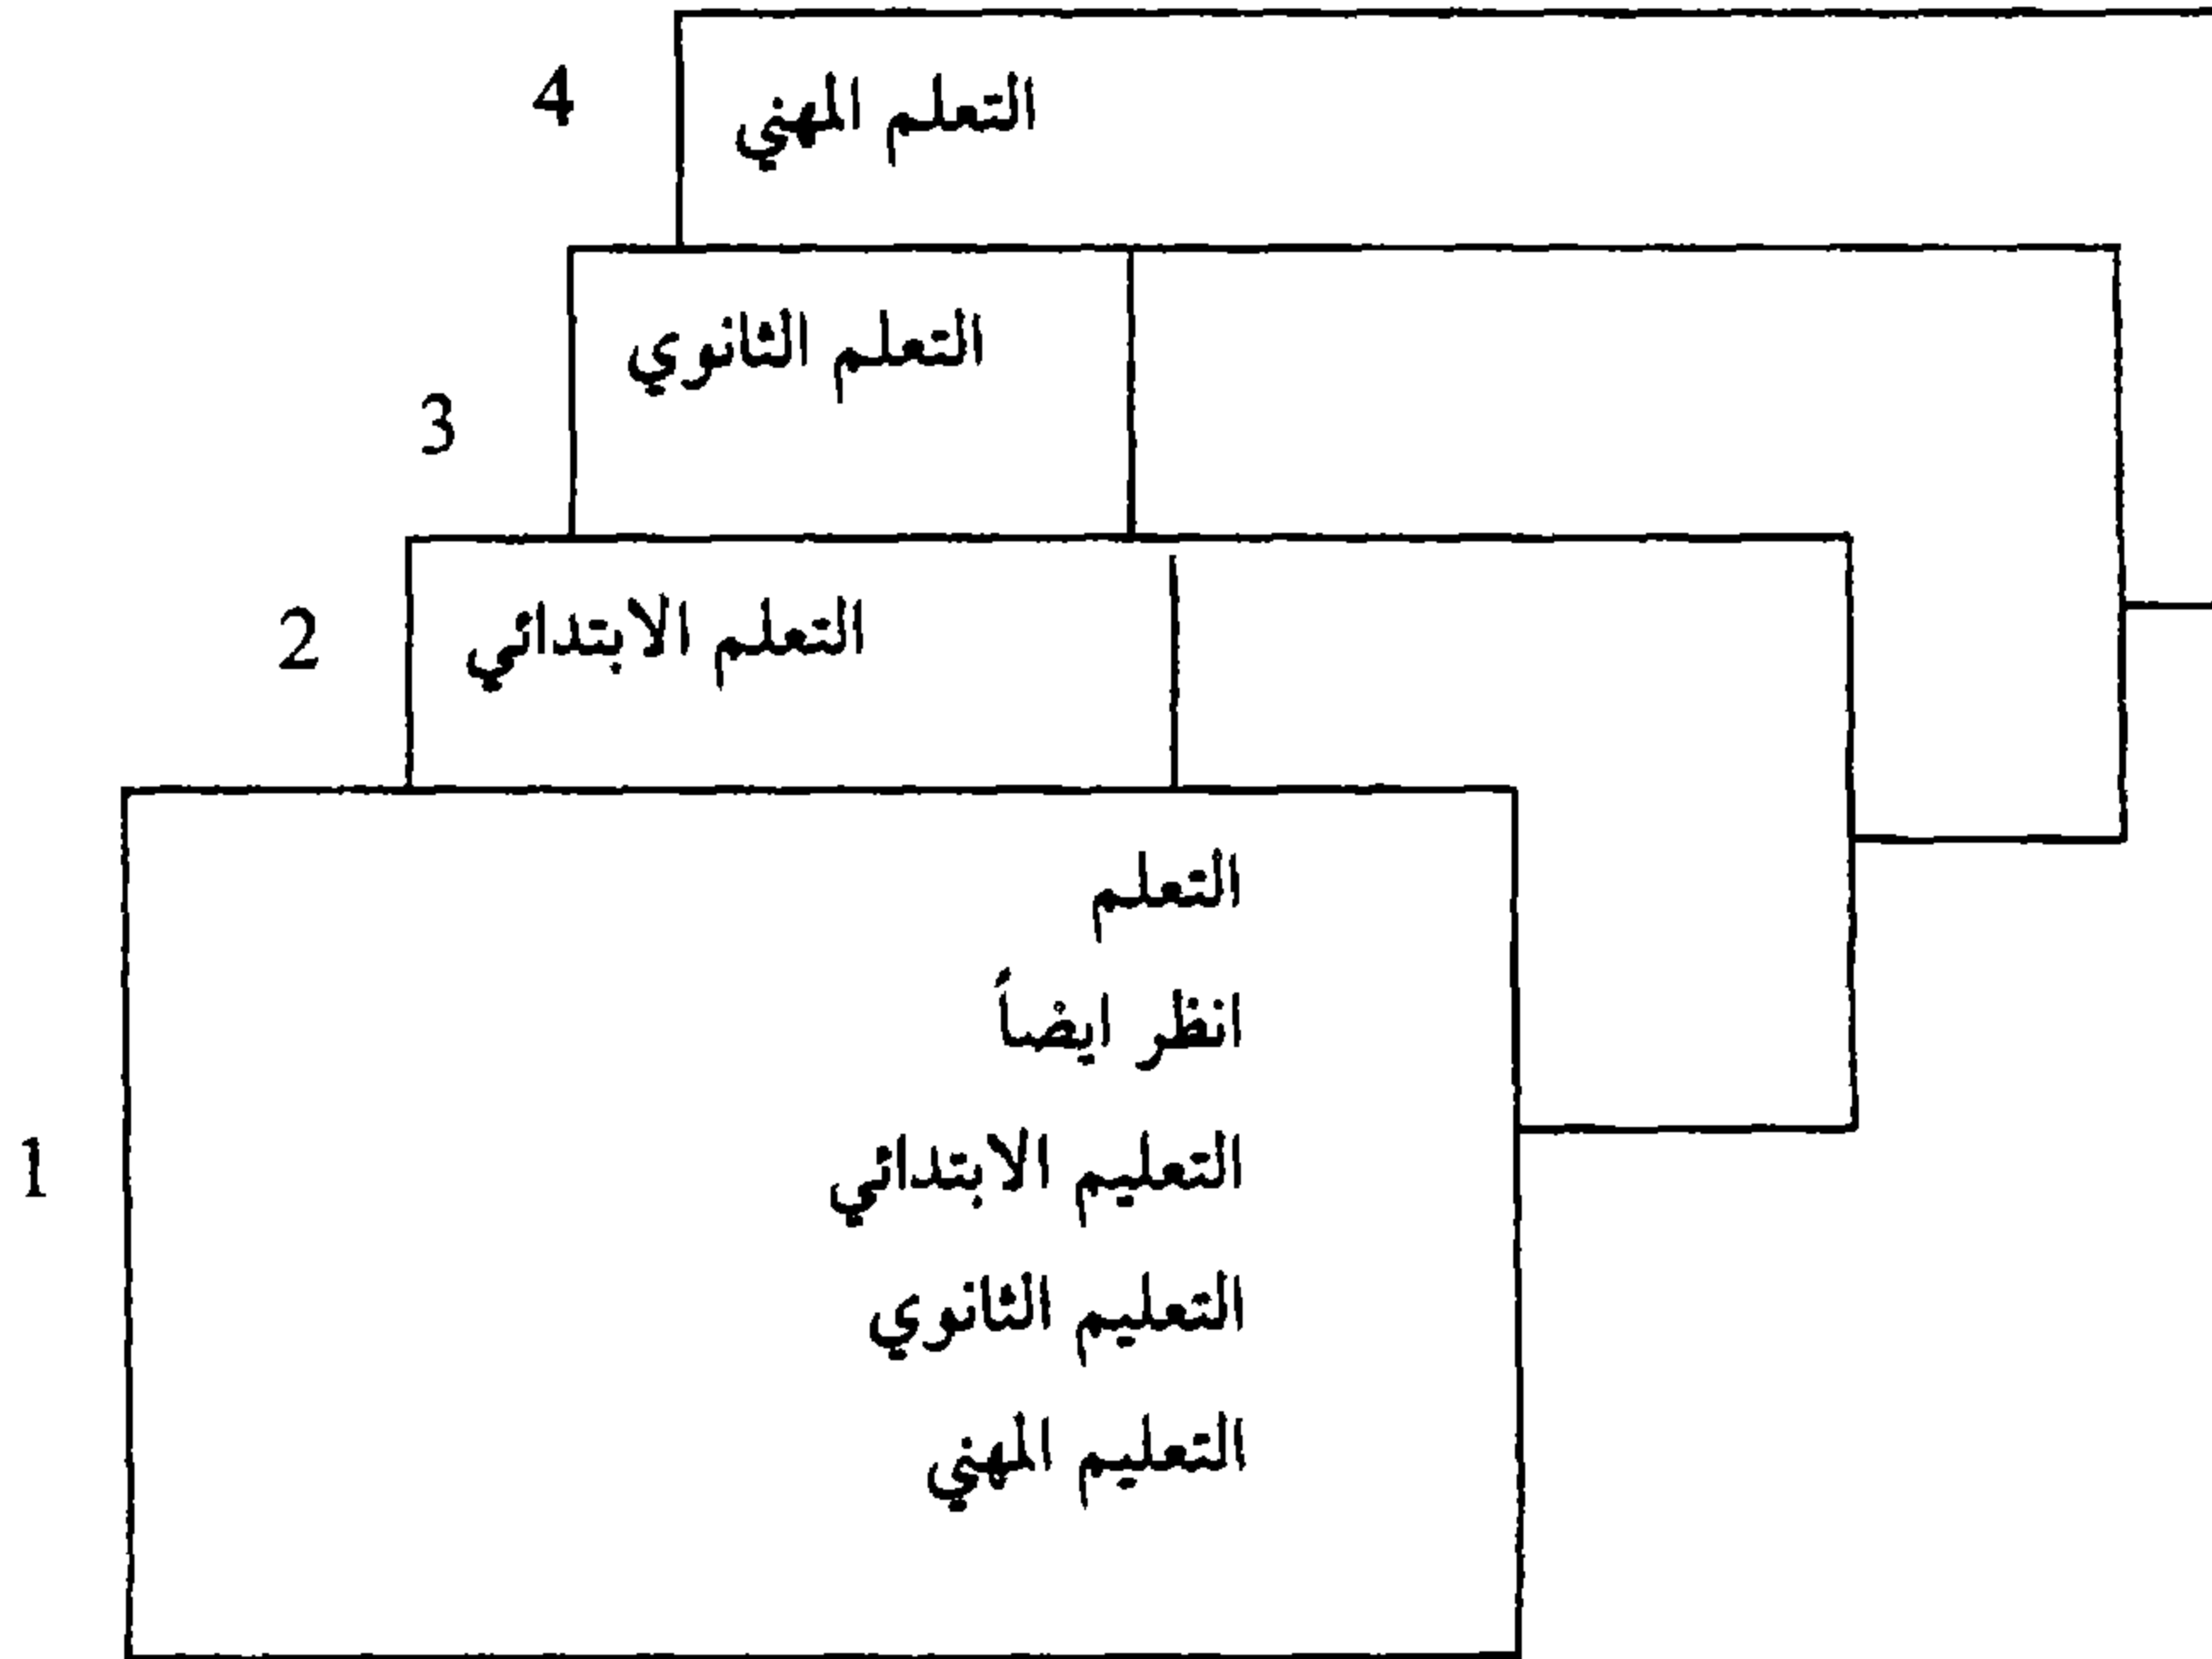 4
التعلم المهني
3
التعلم الثانوي
2
التعلم الابتدائي
1
التعلم
انظر ايضاً
التعليم الابتدائي
التعليم الثانوي
التعليم المهني